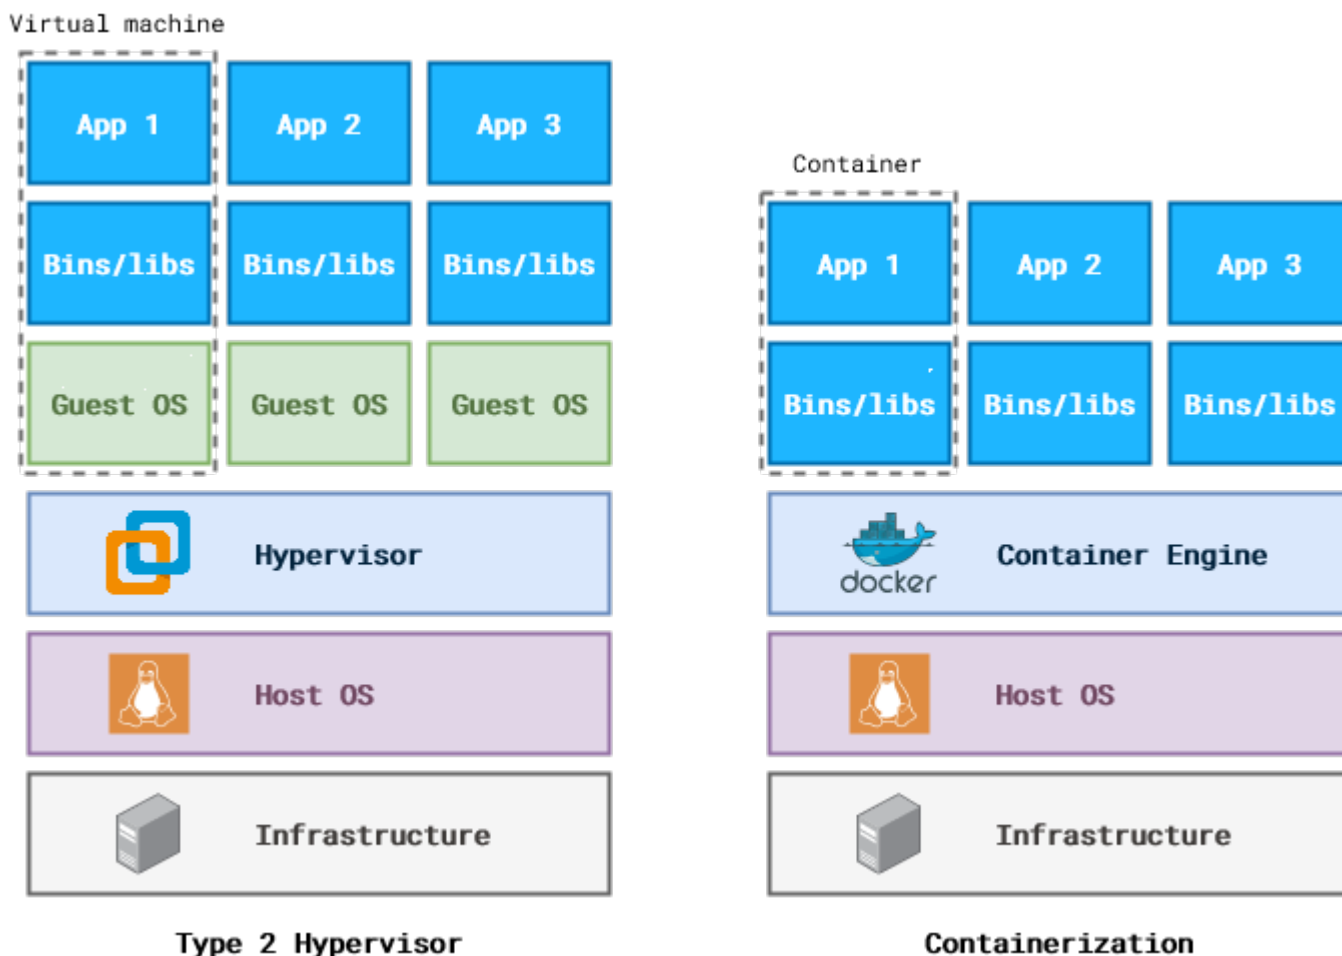 Virtual machine
App 1
App 2
App 3
Bins/libs
Bins/libs
Bins/libs
Guest OS
Guest OS
Guest OS
Hypervisor
Host OS
Infrastructure
Type 2 Hypervisor
Container
App 1
App 2
App 3
Bins/libs
Bins/libs
Bins/libs
docker
Container Engine
Host OS
Infrastructure
Containerization